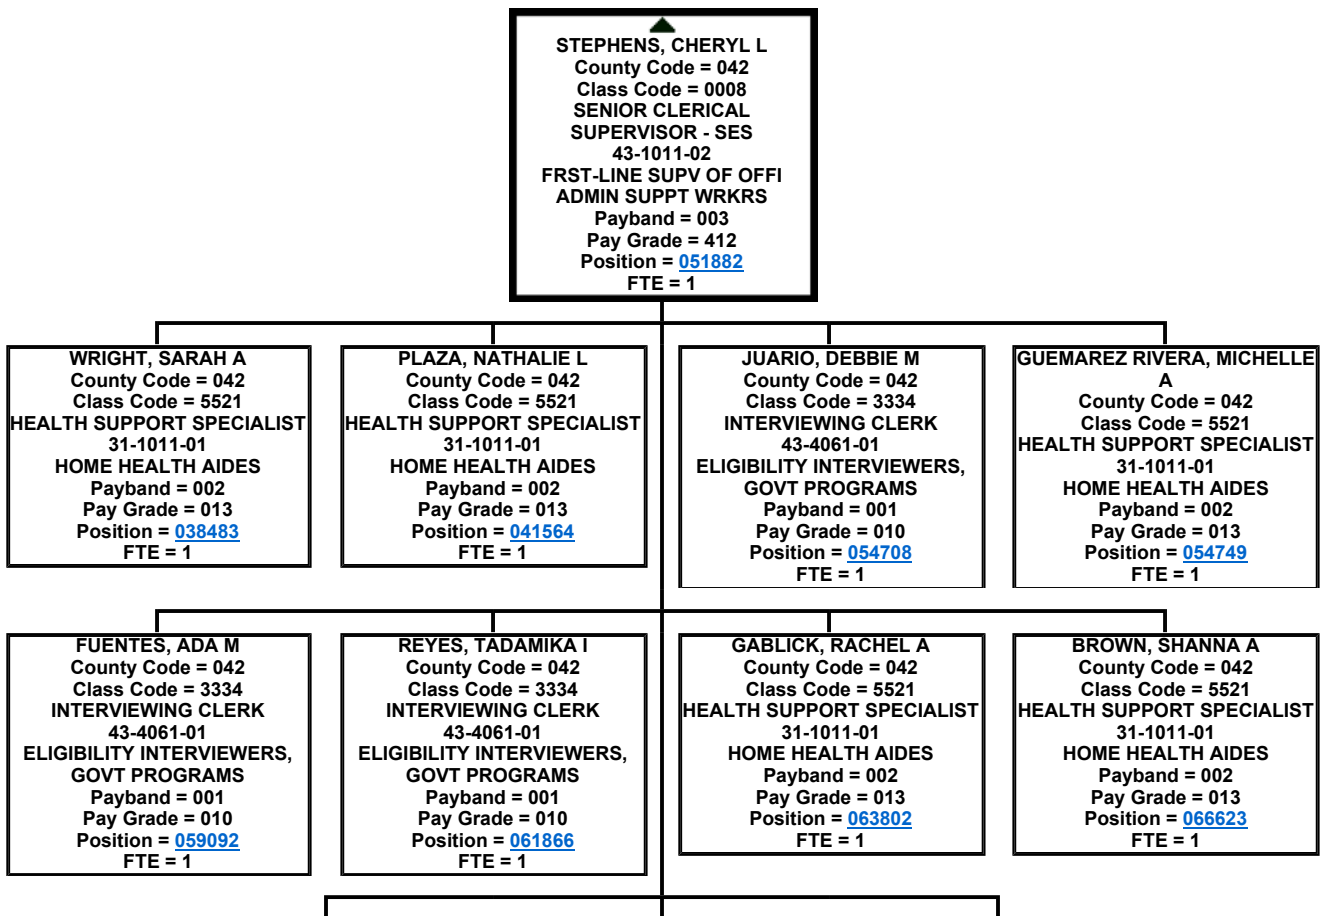 STEPHENS, CHERYL L
County Code = 042
Class Code = 0008
SENIOR CLERICAL
SUPERVISOR - SES
43-1011-02
FRST-LINE SUPV OF OFFI
ADMIN SUPPT WRKRS
Payband = 003
Pay Grade = 412
Position = 051882
FTE = 1
WRIGHT, SARAH A
County Code = 042
Class Code = 5521
HEALTH SUPPORT SPECIALIST
31-1011-01
HOME HEALTH AIDES
Payband = 002
Pay Grade = 013
Position = 038483
FTE = 1
PLAZA, NATHALIE L
County Code = 042
Class Code = 5521
HEALTH SUPPORT SPECIALIST
31-1011-01
HOME HEALTH AIDES
Payband = 002
Pay Grade = 013
Position = 041564
FTE = 1
JUARIO, DEBBIE M
County Code = 042
Class Code = 3334
INTERVIEWING CLERK
43-4061-01
ELIGIBILITY INTERVIEWERS,
GOVT PROGRAMS
Payband = 001
Pay Grade = 010
Position = 054708
FTE = 1
GUEMAREZ RIVERA, MICHELLE
A
County Code = 042
Class Code = 5521
HEALTH SUPPORT SPECIALIST
31-1011-01
HOME HEALTH AIDES
Payband = 002
Pay Grade = 013
Position = 054749
FTE = 1
FUENTES, ADA M
County Code = 042
Class Code = 3334
INTERVIEWING CLERK
43-4061-01
ELIGIBILITY INTERVIEWERS,
GOVT PROGRAMS
Payband = 001
Pay Grade = 010
Position = 059092
FTE = 1
REYES, TADAMIKA I
County Code = 042
Class Code = 3334
INTERVIEWING CLERK
43-4061-01
ELIGIBILITY INTERVIEWERS,
GOVT PROGRAMS
Payband = 001
Pay Grade = 010
Position = 061866
FTE = 1
GABLICK, RACHEL A
County Code = 042
Class Code = 5521
HEALTH SUPPORT SPECIALIST
31-1011-01
HOME HEALTH AIDES
Payband = 002
Pay Grade = 013
Position = 063802
FTE = 1
BROWN, SHANNA A
County Code = 042
Class Code = 5521
HEALTH SUPPORT SPECIALIST
31-1011-01
HOME HEALTH AIDES
Payband = 002
Pay Grade = 013
Position = 066623
FTE = 1